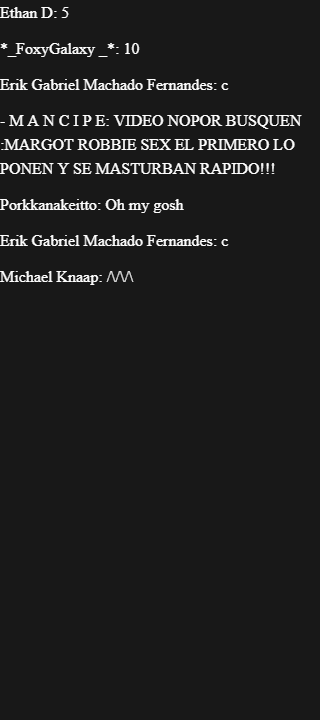 Ethan D: 5
*_FoxyGalaxy _*: 10
Erik Gabriel Machado Fernandes: c
- M A N C I P E: VIDEO NOPOR BUSQUEN
:MARGOT ROBBIE SEX EL PRIMERO LO
PONEN Y SE MASTURBAN RAPIDO!!!
Porkkanakeitto: Oh my gosh
Erik Gabriel Machado Fernandes: c
Michael Knaap: /\/\/\